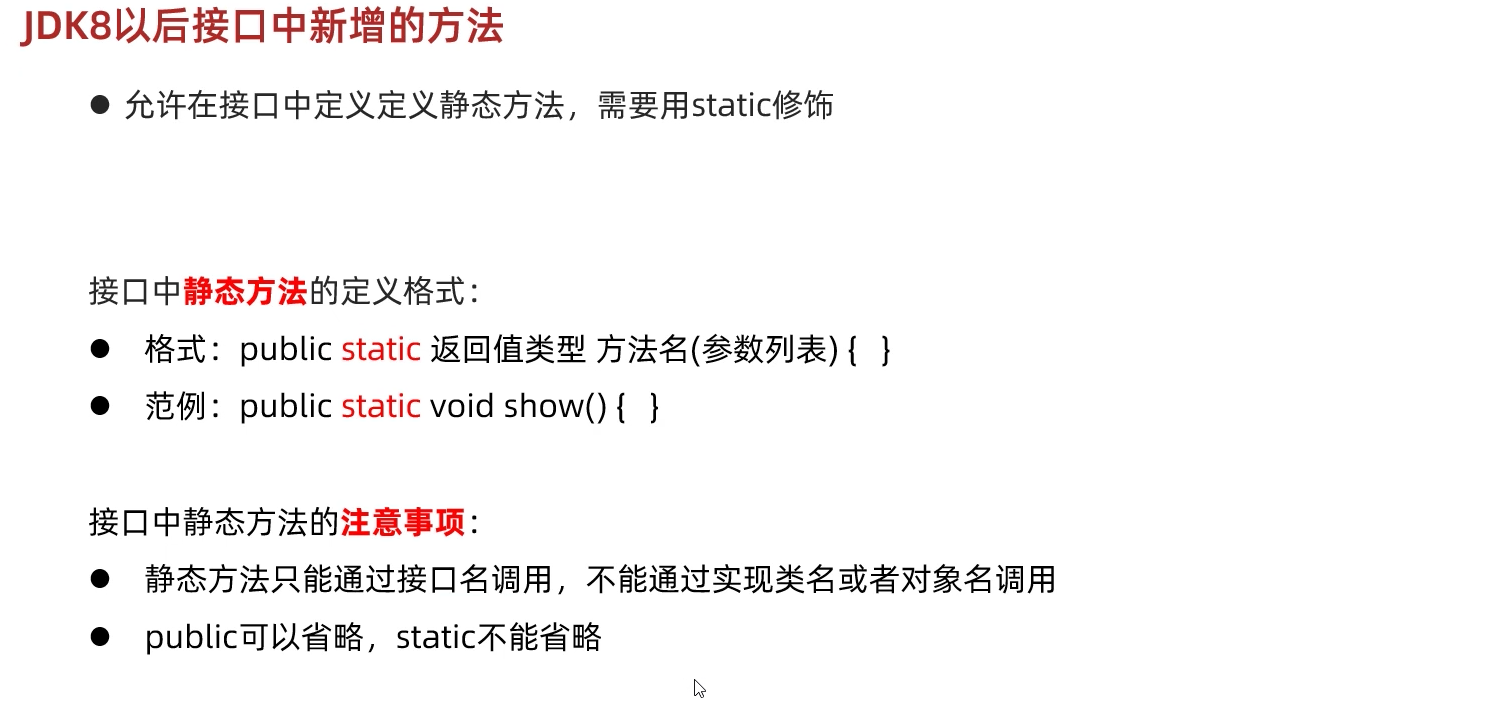 JDK8以后接口中新增的方法
● 允许在接口中定义定义静态方法，需要用static修饰
接口中静态方法的定义格式：
● 格式：public static 返回值类型 方法名(参数列表) { }
● 范例：public static void show() { }
接口中静态方法的注意事项：
● 静态方法只能通过接口名调用，不能通过实现类名或者对象名调用
● public可以省略，static不能省略